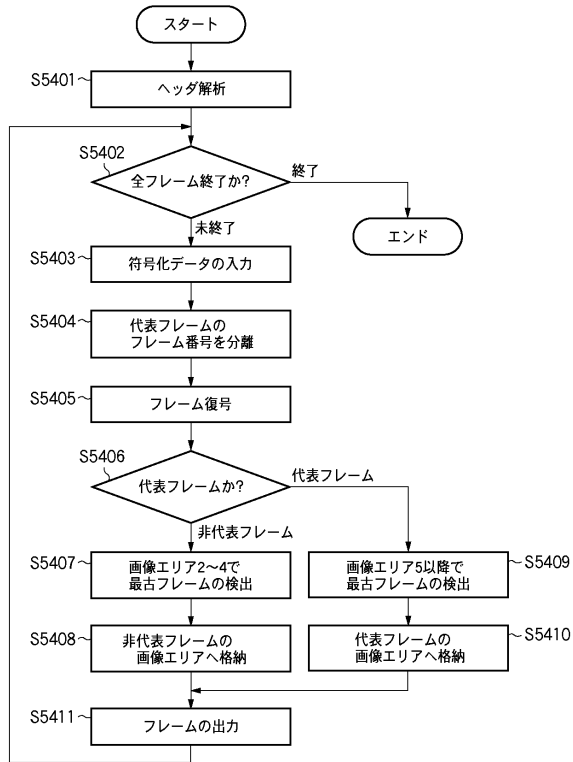 スタート
S5401
ヘッダ解析
S5402
全フレーム終了か?
終了
エンド
未終了
S5403
符号化データの入力
S5404
代表フレームの
フレーム番号を分離
S5405
フレーム復号
S5406
代表フレームか?
代表フレーム
非代表フレーム
S5407
画像エリア2〜4で
最古フレームの検出
画像エリア5以降で
最古フレームの検出
S5409
S5408
非代表フレームの
画像エリアへ格納
代表フレームの
画像エリアへ格納
S5410
S5411
フレームの出力